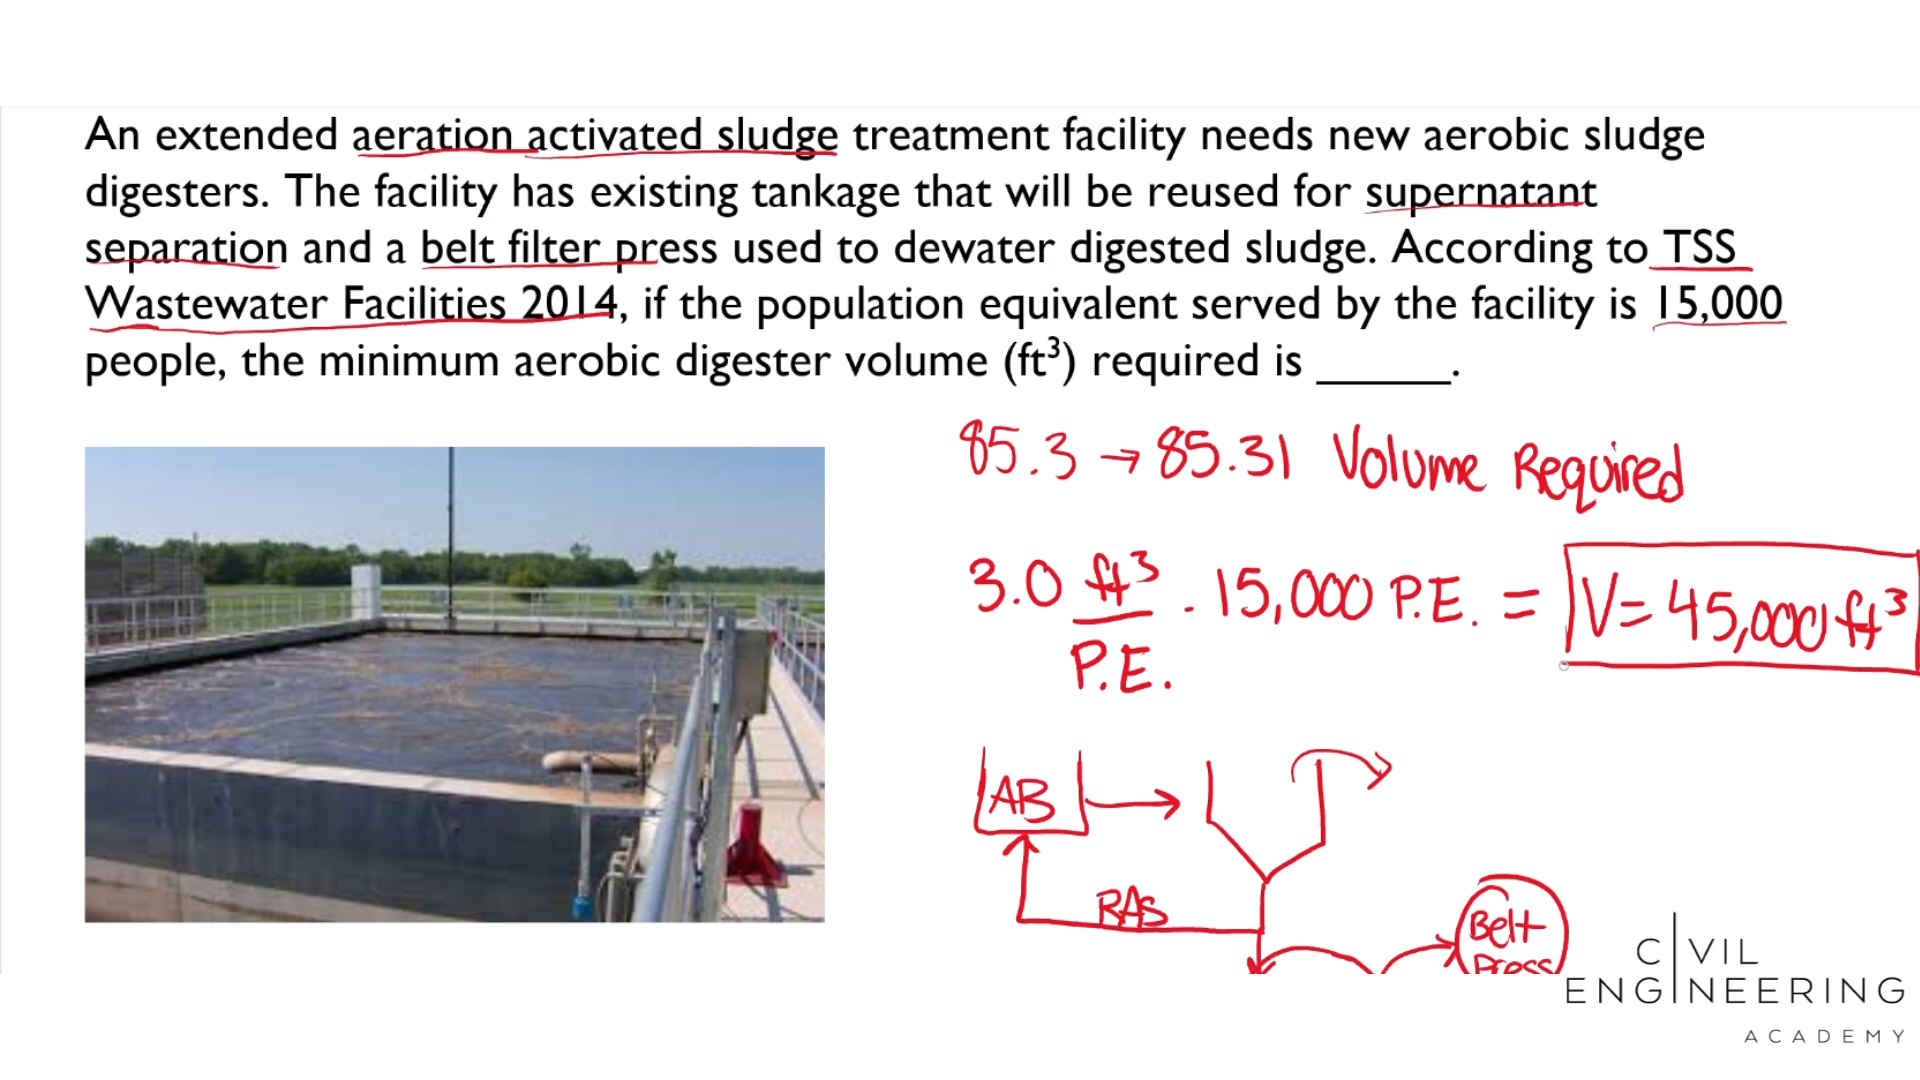 An extended aeration activated sludge treatment facility needs new aerobic sludge
digesters. The facility has existing tankage that will be reused for supernatant
separation and a belt filter press used to dewater digested sludge. According to TSS
Wastewater Facilities 2014, if the population equivalent served by the facility is 15,000
people, the minimum aerobic digester volume (ft³) required is ______.
85.3 → 85.31 Volume Required
3.0 ft³/P.E. · 15,000 P.E. = V= 45,000 ft³
AB
RAS
Belt
Press
CIVIL
ENGINEERING
ACADEMY